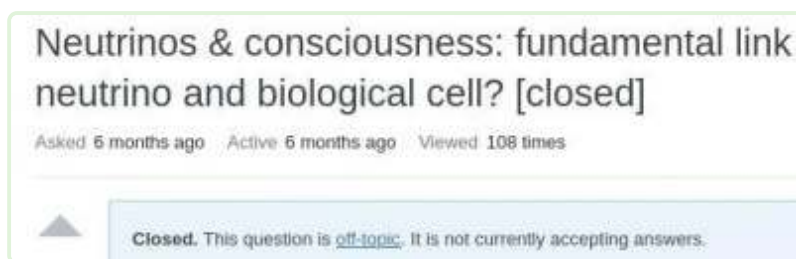 Neutrinos & consciousness: fundamental link
neutrino and biological cell? [closed]
Asked 6 months ago Active 6 months ago Viewed 108 times
Closed. This question is off-topic. It is not currently accepting answers.